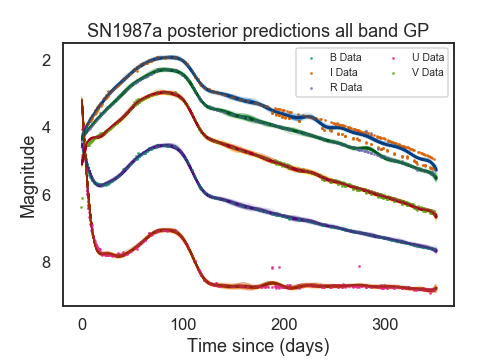 SN1987a posterior predictions all band GP
B Data
I Data
R Data
U Data
V Data
Magnitude
2
4
6
8
0
100
200
300
Time since (days)